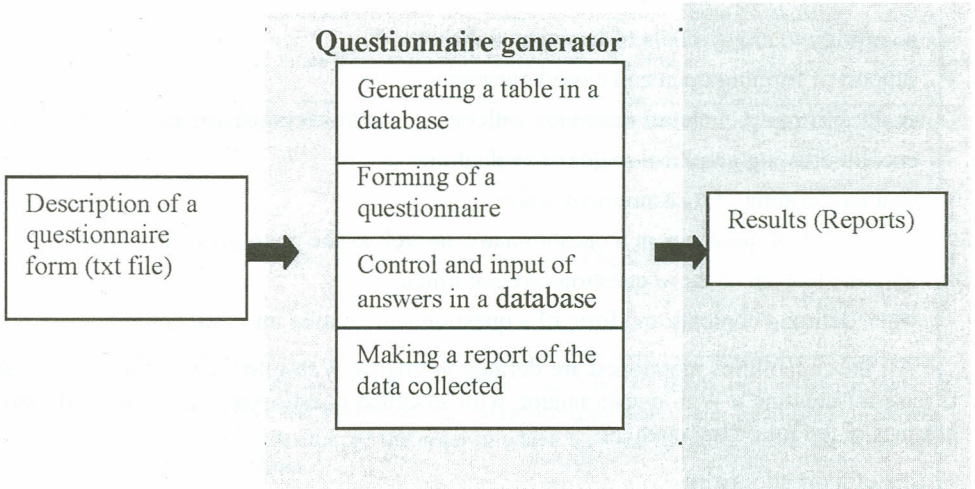 Questionnaire generator
Generating a table in a
database
Forming of a
questionnaire
Control and input of
answers in a database
Making a report of the
data collected
Description of a
questionnaire
form (txt file)
Results (Reports)